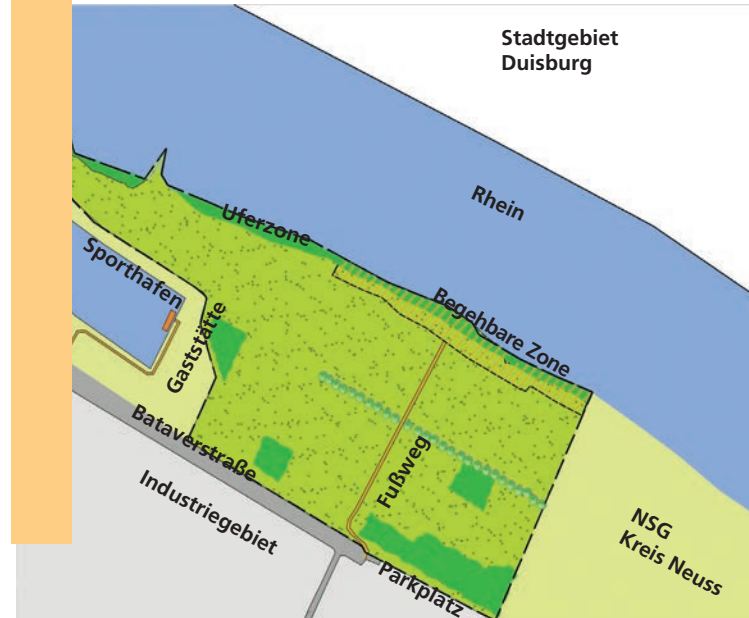 Stadtgebiet
Duisburg
Rhein
Uferzone
Sporthafen
Begehbare Zone
Gaststätte
Bataverstraße
Fußweg
Industriegebiet
NSG
Kreis Neuss
Parkplatz